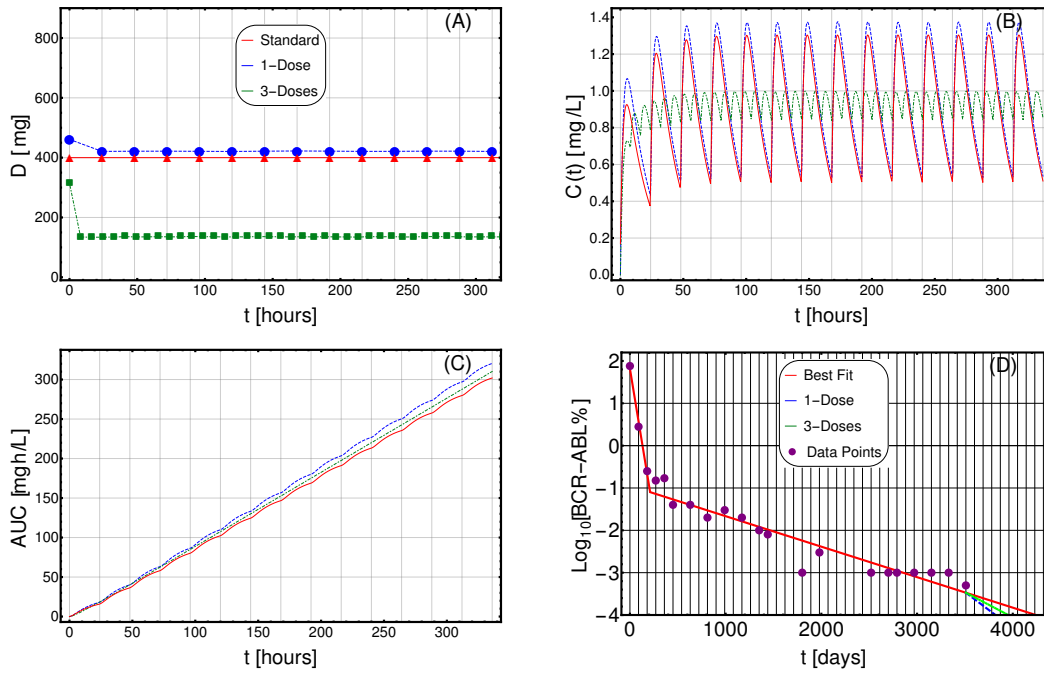 (A)
Standard
1-Dose
3-Doses
D [mg]
800
600
400
200
0
0 50 100 150 200 250 300
t [hours]
(B)
C(t) [mg/L]
1.4
1.2
1.0
0.8
0.6
0.4
0.2
0.0
0 50 100 150 200 250 300
t [hours]
(C)
AUC [mgh/L]
300
250
200
150
100
50
0
0 50 100 150 200 250 300
t [hours]
(D)
Best Fit
1-Dose
3-Doses
Data Points
Log₁₀[BCR-ABL%]
2
1
0
-1
-2
-3
-4
0 1000 2000 3000 4000
t [days]